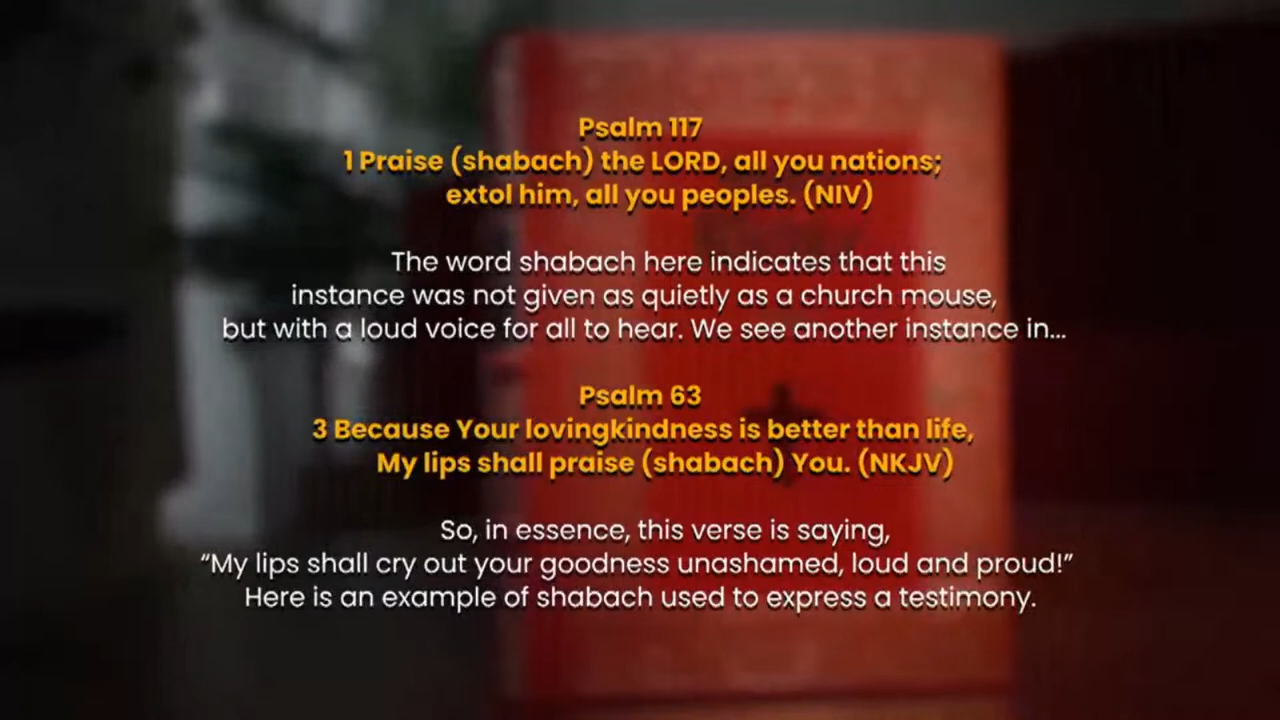 Psalm 117
1 Praise (shabach) the LORD, all you nations;
extol him, all you peoples. (NIV)
The word shabach here indicates that this
instance was not given as quietly as a church mouse,
but with a loud voice for all to hear. We see another instance in...
Psalm 63
3 Because Your lovingkindness is better than life,
My lips shall praise (shabach) You. (NKJV)
So, in essence, this verse is saying,
“My lips shall cry out your goodness unashamed, loud and proud!”
Here is an example of shabach used to express a testimony.